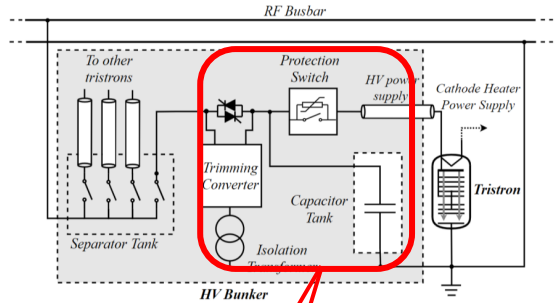 RF Busbar
To other
tristrons
Protection
Switch
HV power
supply
Cathode Heater
Power Supply
Trimming
Converter
Capacitor
Tank
Tristron
Separator Tank
Isolation
Transformer
HV Bunker